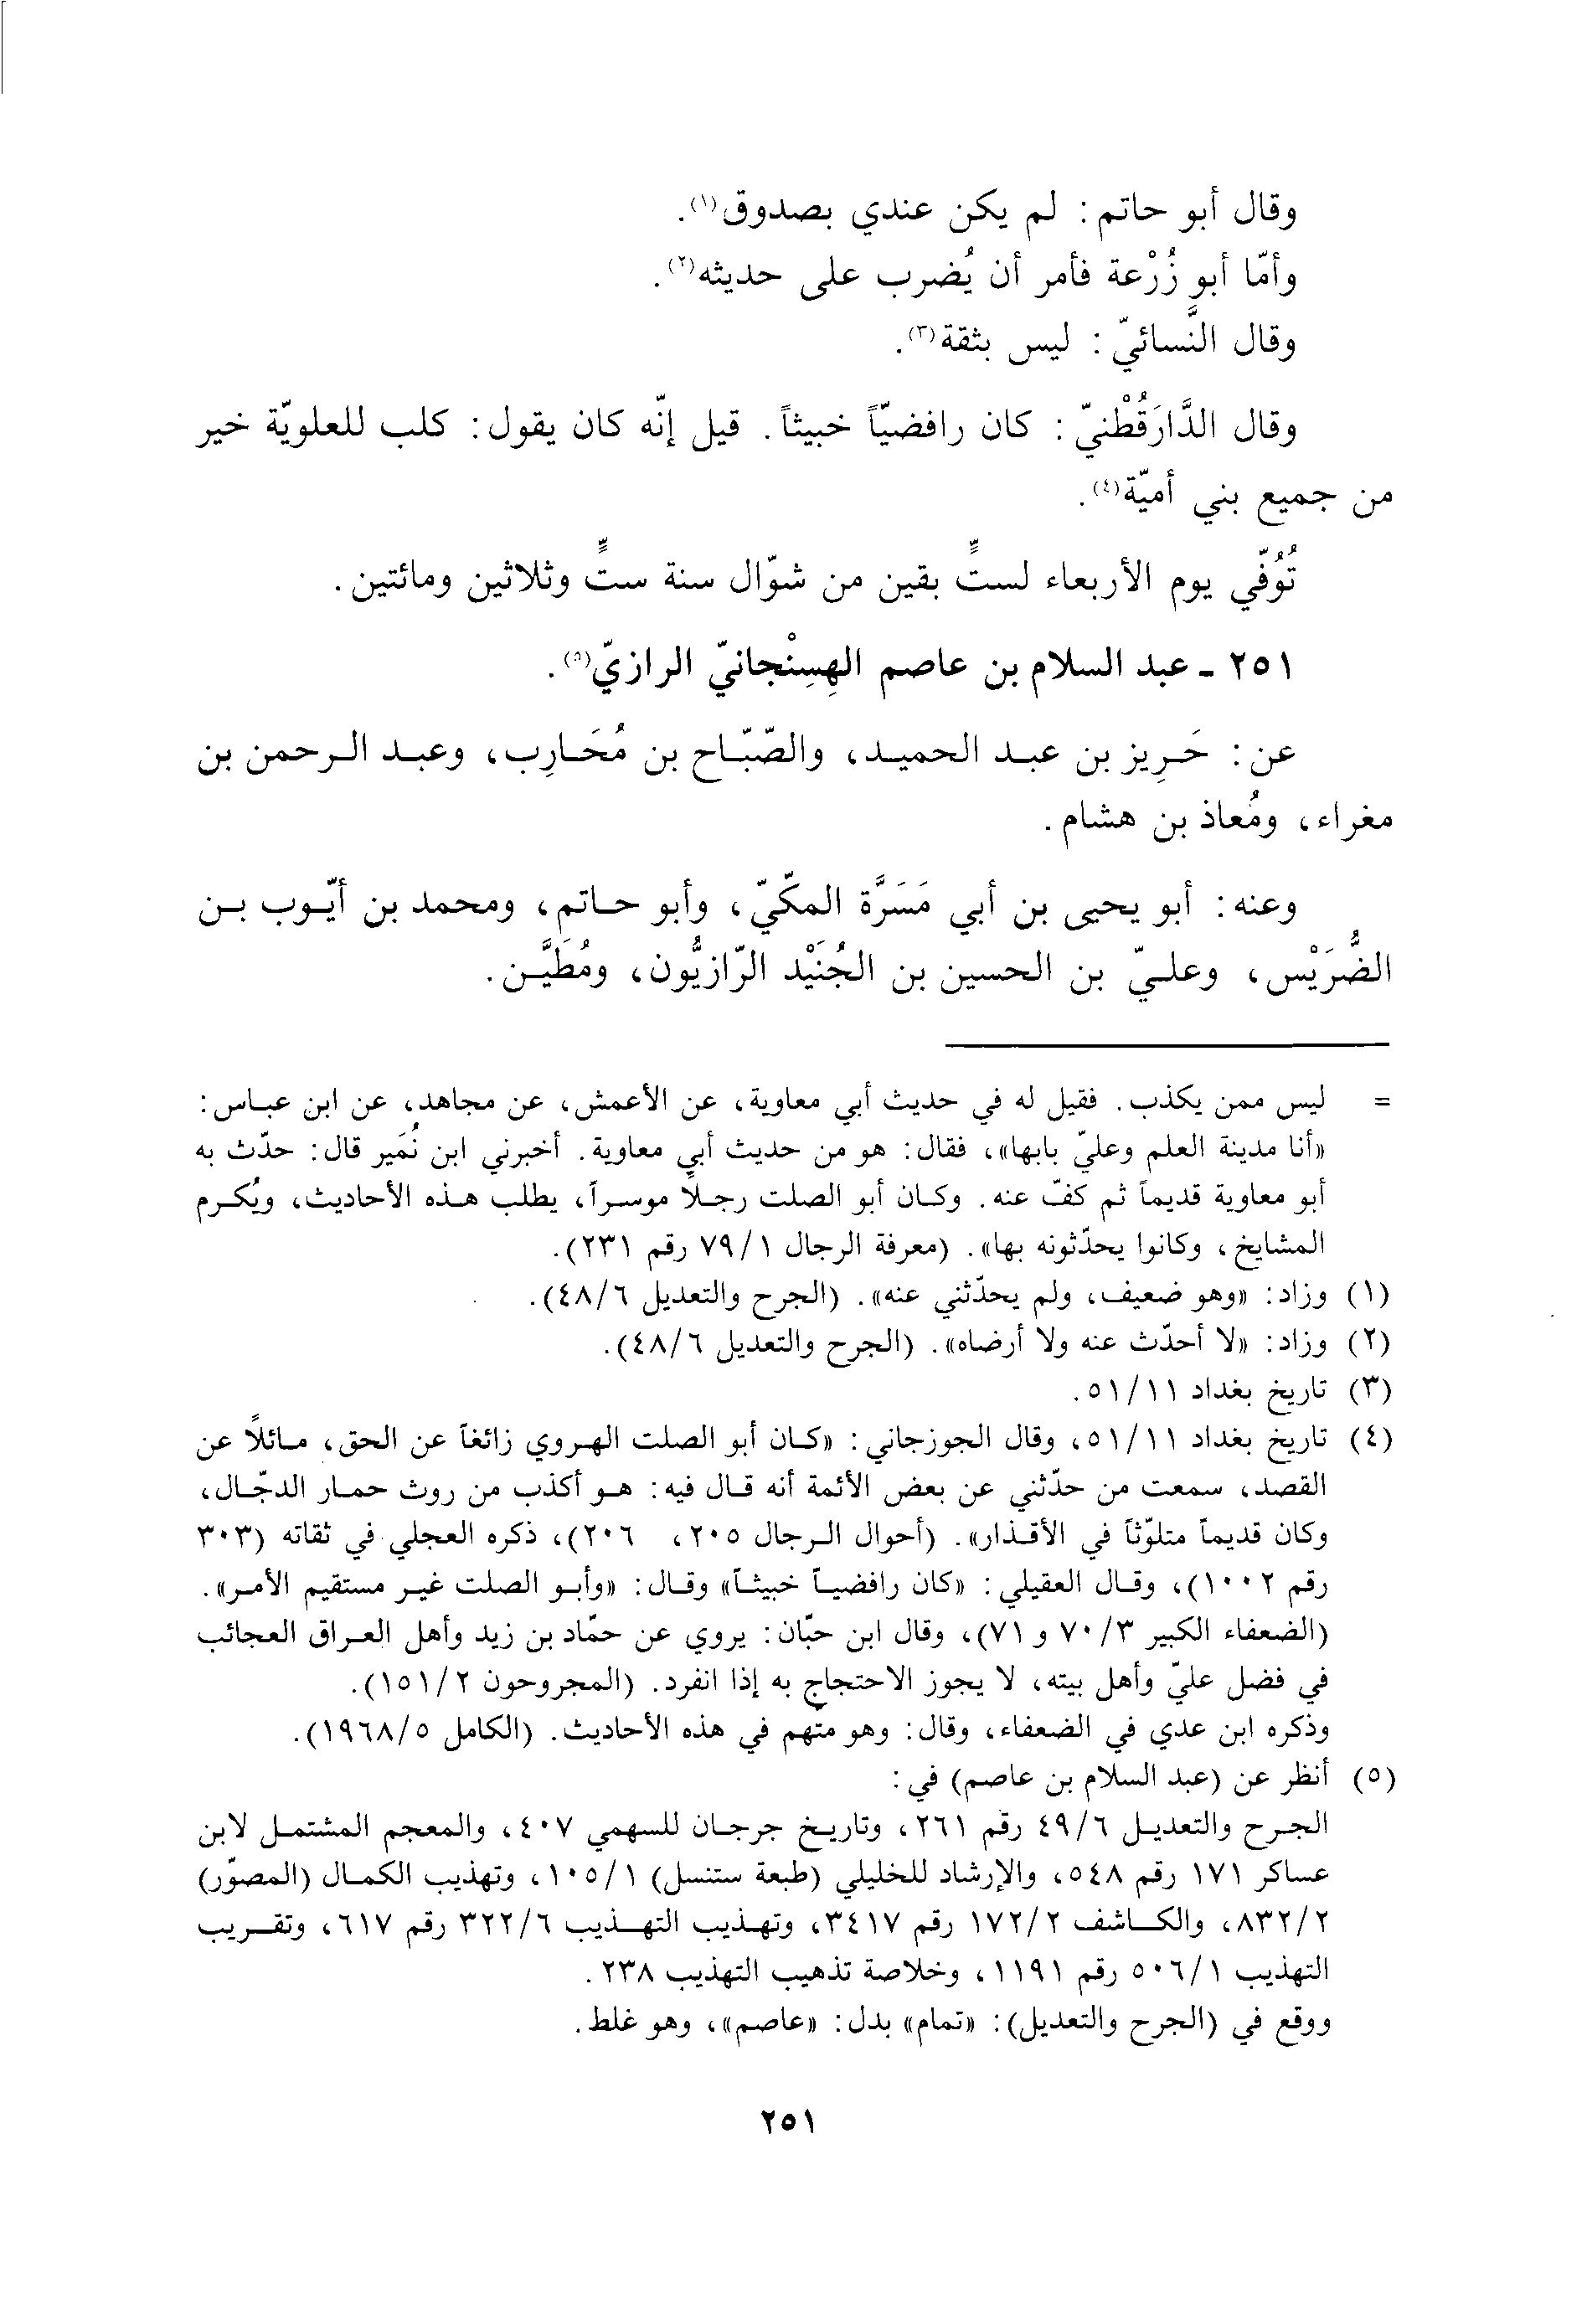 وقال أبو حاتم: لم يكن عندي بصدوق(١).
وأمّا أبو زُرْعة فأمر أن يُضرب على حديثه(٢).
وقال النَّسائيّ: ليس بثقة(٣).
وقال الدَّارَقُطْنيّ: كان رافضيّاً خبيثاً. قيل إنّه كان يقول: كلب للعلويّة خير
من جميع بني أميّة(٤).
تُوُفّي يوم الأربعاء لستٍّ بقين من شوّال سنة ستٍّ وثلاثين ومائتين.
٢٥١ ـ عبد السلام بن عاصم الهِسِنْجانيّ الرازيّ(٥).
عن: حَرِيز بن عبد الحميد، والصّبّاح بن مُحَارِب، وعبد الرحمن بن
مغراء، ومُعاذ بن هشام.
وعنه: أبو يحيى بن أبي مَسَرَّة المكّيّ، وأبو حاتم، ومحمد بن أيّوب بن
الضُّرَيْس، وعليّ بن الحسين بن الجُنَيْد الرّازيُّون، ومُطَيَّن.
= ليس ممن يكذب. فقيل له في حديث أبي معاوية، عن الأعمش، عن مجاهد، عن ابن عباس:
«أنا مدينة العلم وعليّ بابها»، فقال: هو من حديث أبي معاوية. أخبرني ابن نُمَير قال: حدّث به
أبو معاوية قديماً ثم كفّ عنه. وكان أبو الصلت رجلاً موسراً، يطلب هذه الأحاديث، ويُكرم
المشايخ، وكانوا يحدّثونه بها». (معرفة الرجال ٧٩/١ رقم ٢٣١).
(١) وزاد: «وهو ضعيف، ولم يحدّثني عنه». (الجرح والتعديل ٤٨/٦).
(٢) وزاد: «لا أحدّث عنه ولا أرضاه». (الجرح والتعديل ٤٨/٦).
(٣) تاريخ بغداد ٥١/١١.
(٤) تاريخ بغداد ٥١/١١، وقال الجوزجاني: «كان أبو الصلت الهروي زائغاً عن الحق، مائلاً عن
القصد، سمعت من حدّثني عن بعض الأئمة أنه قال فيه: هو أكذب من روث حمار الدجّال،
وكان قديماً متلوّثاً في الأقذار». (أحوال الرجال ٢٠٥، ٢٠٦)، ذكره العجلي في ثقاته (٣٠٣
رقم ١٠٠٢)، وقال العقيلي: «كان رافضياً خبيثاً» وقال: «وأبو الصلت غير مستقيم الأمر».
(الضعفاء الكبير ٧٠/٣ و ٧١)، وقال ابن حبّان: يروي عن حمّاد بن زيد وأهل العراق العجائب
في فضل عليّ وأهل بيته، لا يجوز الاحتجاج به إذا انفرد. (المجروحون ١٥١/٢).
وذكره ابن عدي في الضعفاء، وقال: وهو متّهم في هذه الأحاديث. (الكامل ١٩٦٨/٥).
(٥) أنظر عن (عبد السلام بن عاصم) في:
الجرح والتعديل ٤٩/٦ رقم ٢٦١، وتاريخ جرجان للسهمي ٤٠٧، والمعجم المشتمل لابن
عساكر ١٧١ رقم ٥٤٨، والإرشاد للخليلي (طبعة ستنسل) ١٠٥/١، وتهذيب الكمال (المصوّر)
٨٣٢/٢، والكاشف ١٧٢/٢ رقم ٣٤١٧، وتهذيب التهذيب ٣٢٢/٦ رقم ٦١٧، وتقريب
التهذيب ٥٠٦/١ رقم ١١٩١، وخلاصة تذهيب التهذيب ٢٣٨.
ووقع في (الجرح والتعديل): «تمام» بدل: «عاصم»، وهو غلط.
٢٥١